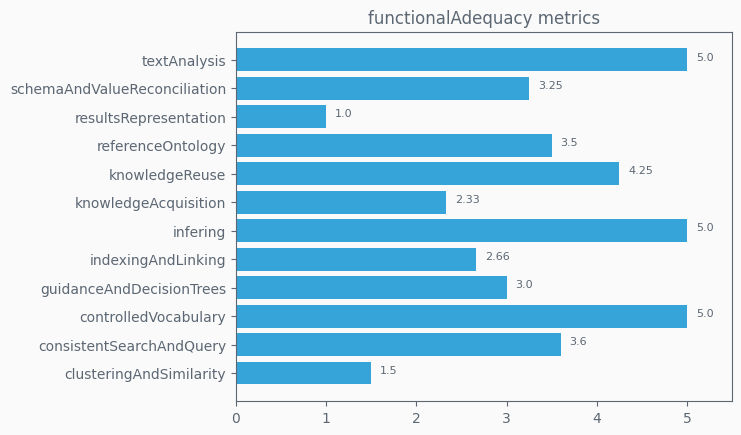 functionalAdequacy metrics
textAnalysis 5.0
schemaAndValueReconciliation 3.25
resultsRepresentation 1.0
referenceOntology 3.5
knowledgeReuse 4.25
knowledgeAcquisition 2.33
infering 5.0
indexingAndLinking 2.66
guidanceAndDecisionTrees 3.0
controlledVocabulary 5.0
consistentSearchAndQuery 3.6
clusteringAndSimilarity 1.5
0 1 2 3 4 5